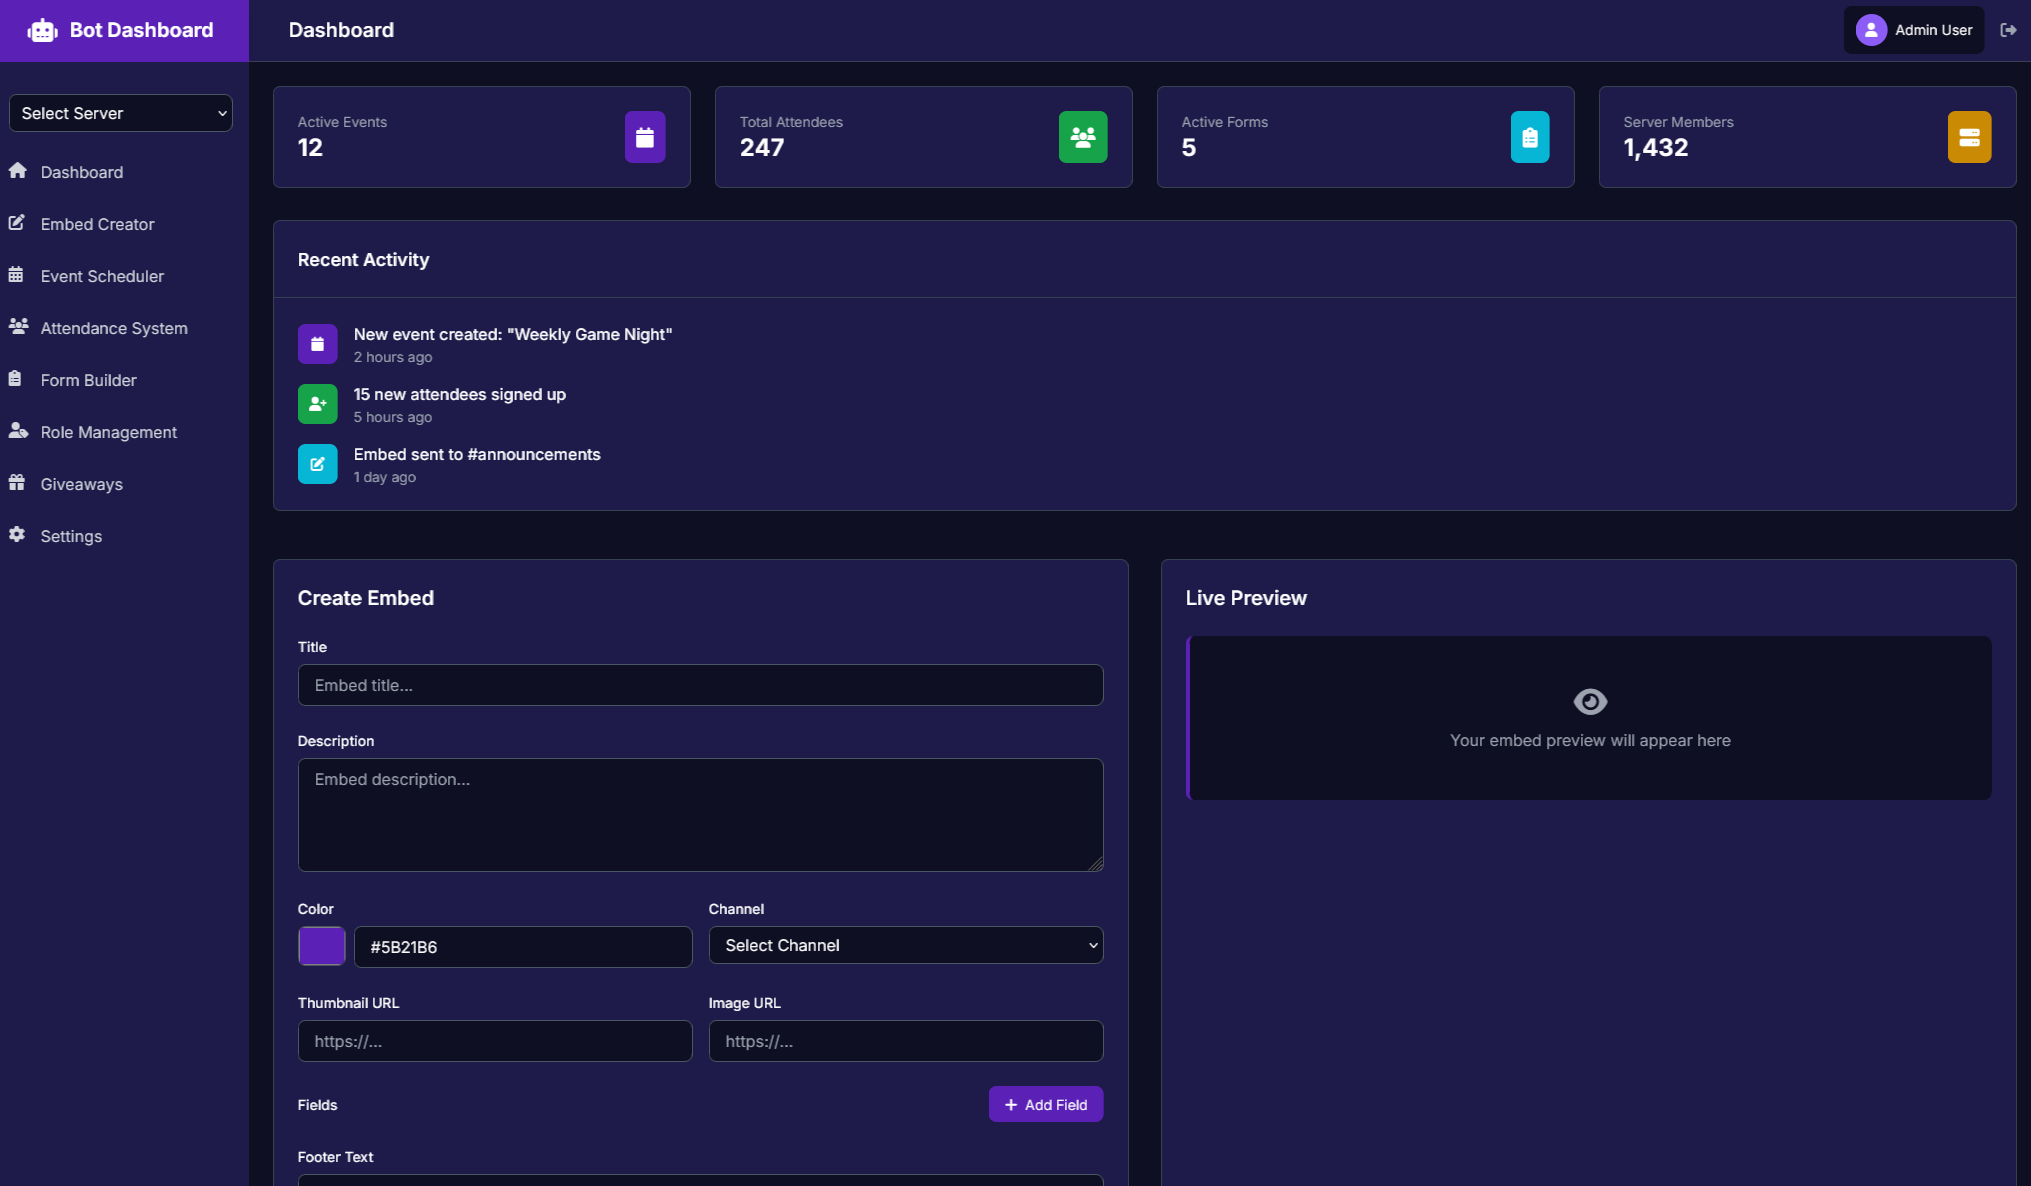 Bot Dashboard
Dashboard
Admin User
Select Server
Dashboard
Embed Creator
Event Scheduler
Attendance System
Form Builder
Role Management
Giveaways
Settings
Active Events
12
Total Attendees
247
Active Forms
5
Server Members
1,432
Recent Activity
New event created: "Weekly Game Night"
2 hours ago
15 new attendees signed up
5 hours ago
Embed sent to #announcements
1 day ago
Create Embed
Title
Embed title...
Description
Embed description...
Color
#5B21B6
Channel
Select Channel
Thumbnail URL
https://...
Image URL
https://...
Fields
Add Field
Footer Text
Live Preview
Your embed preview will appear here